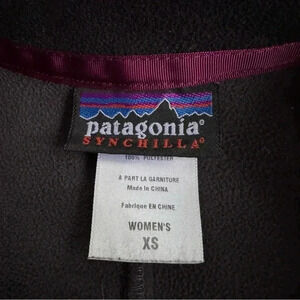 patagonia®
SYNCHILLA®
100% POLYESTER
À PART LA GARNITURE
Made in CHINA
Fabriqué EN CHINE
WOMEN'S
XS